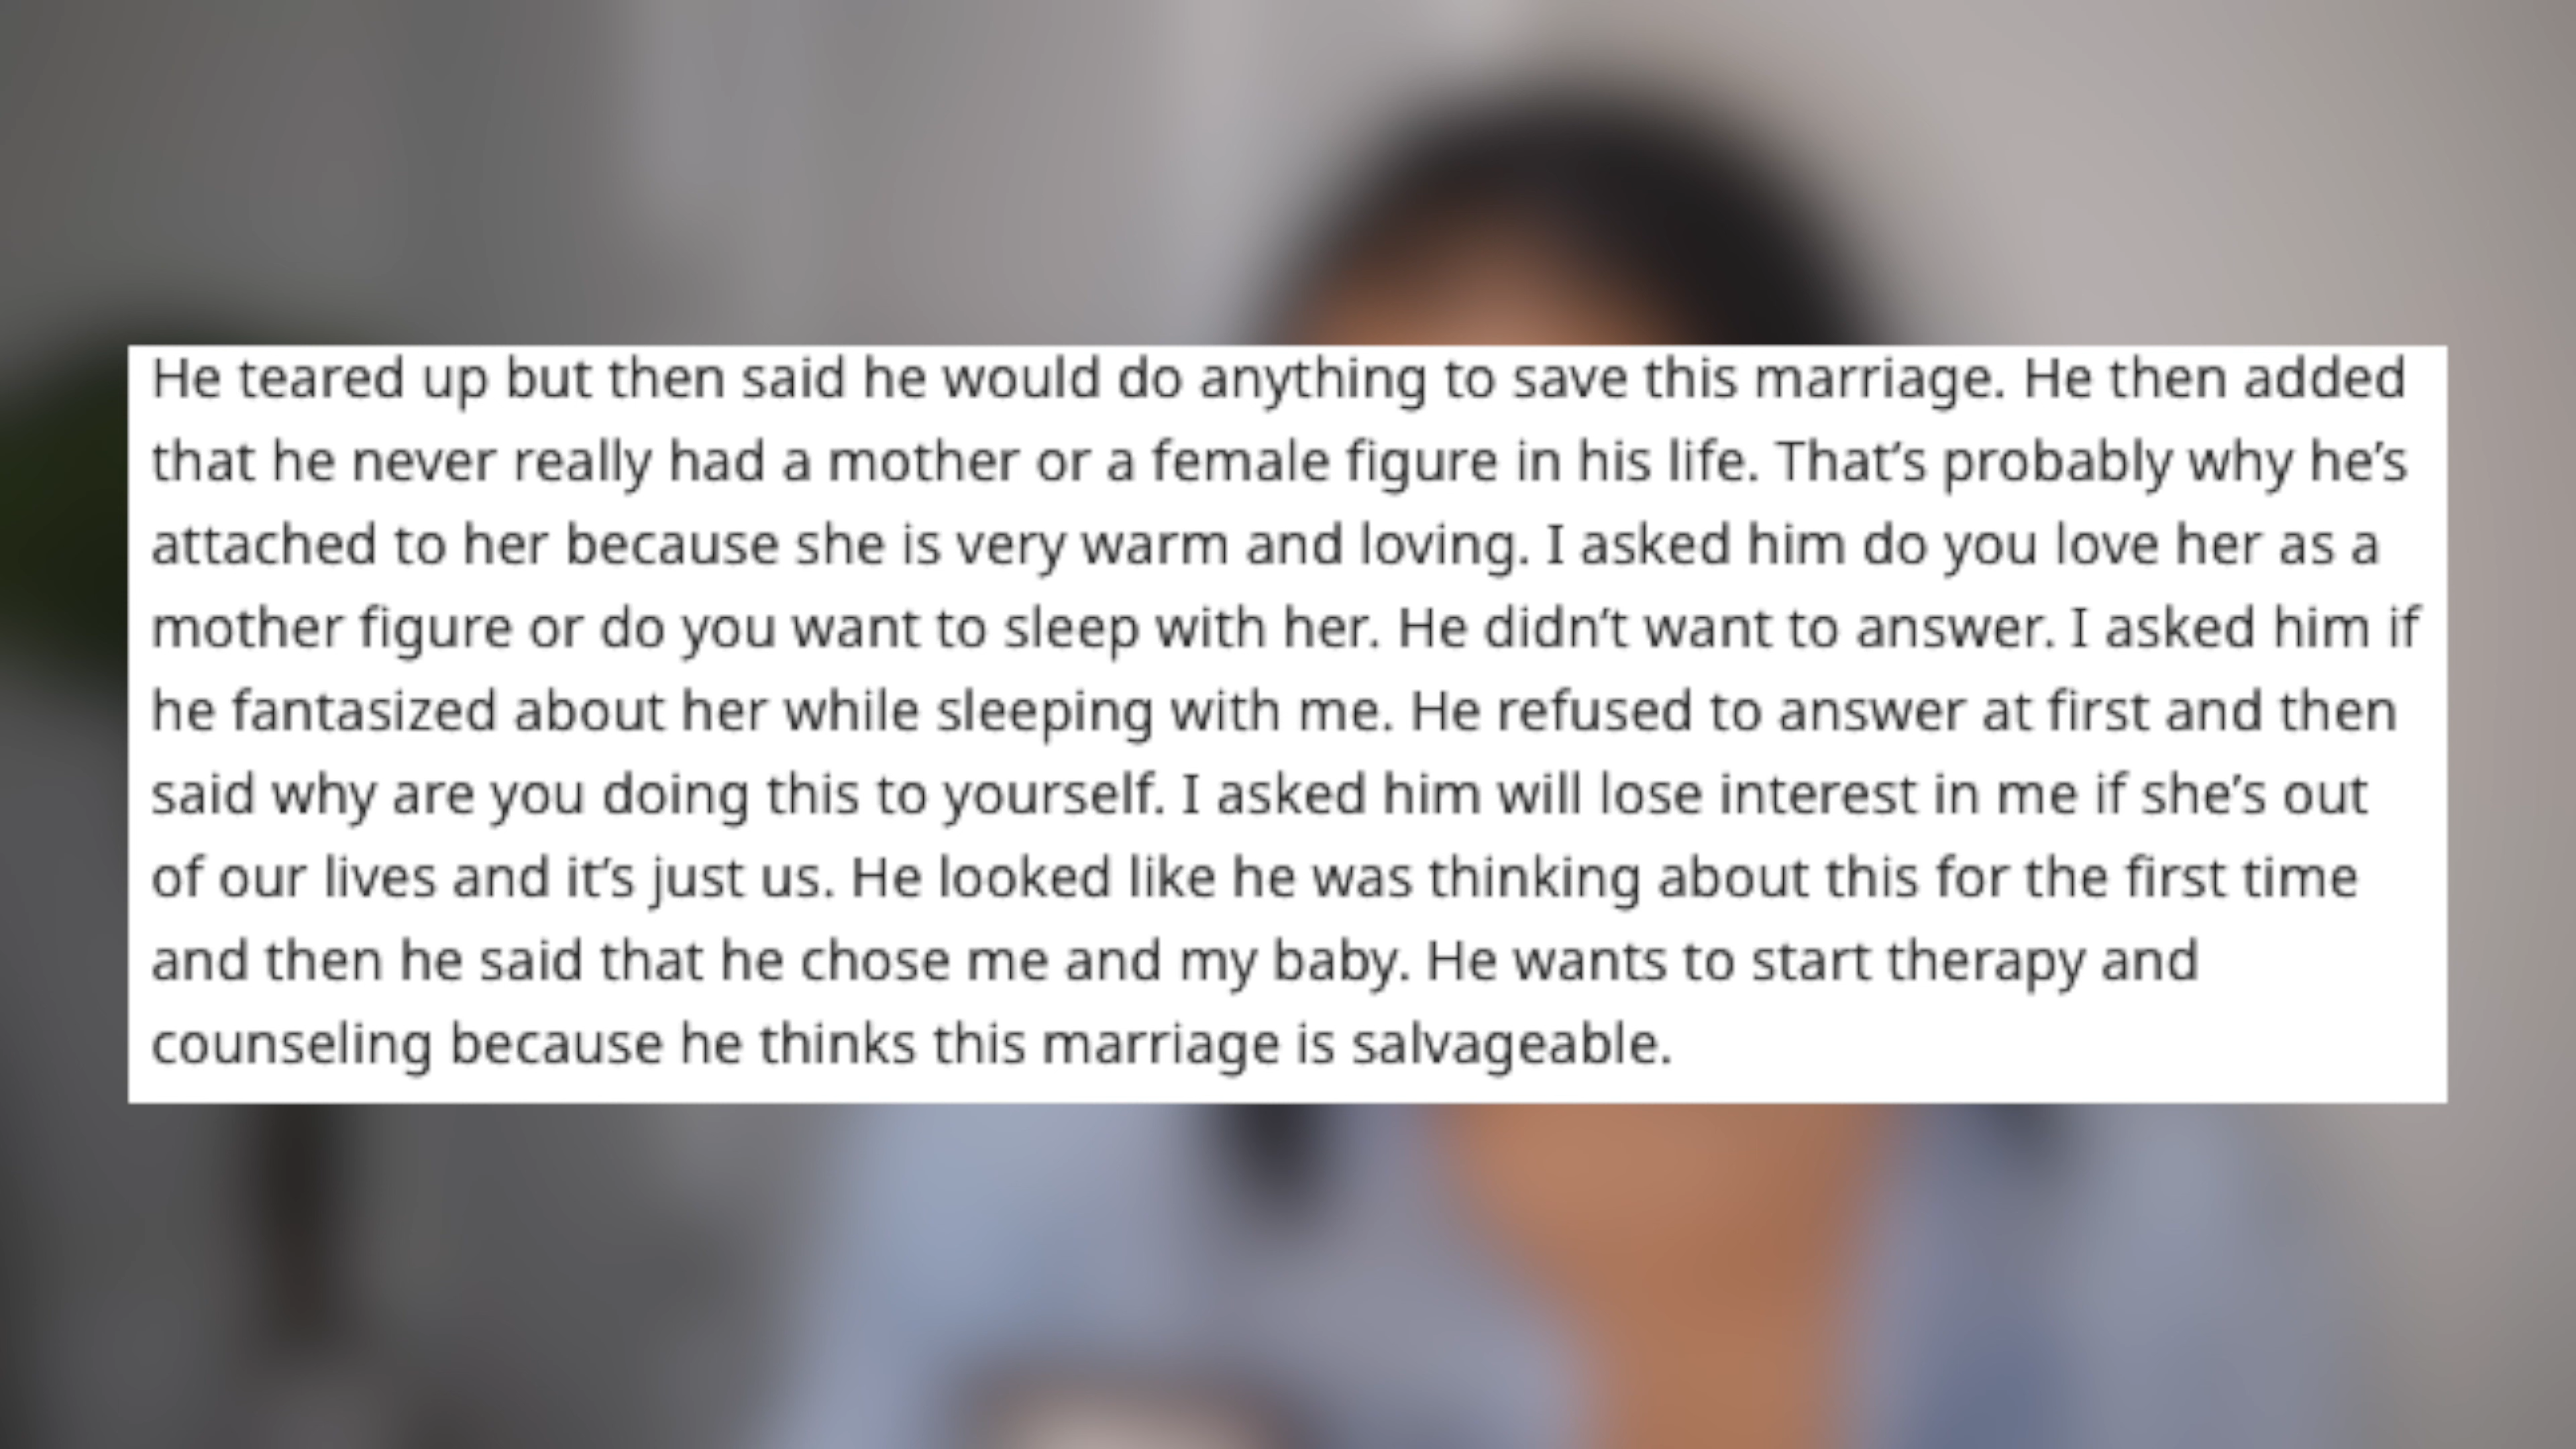 He teared up but then said he would do anything to save this marriage. He then added
that he never really had a mother or a female figure in his life. That’s probably why he’s
attached to her because she is very warm and loving. I asked him do you love her as a
mother figure or do you want to sleep with her. He didn’t want to answer. I asked him if
he fantasized about her while sleeping with me. He refused to answer at first and then
said why are you doing this to yourself. I asked him will lose interest in me if she’s out
of our lives and it’s just us. He looked like he was thinking about this for the first time
and then he said that he chose me and my baby. He wants to start therapy and
counseling because he thinks this marriage is salvageable.